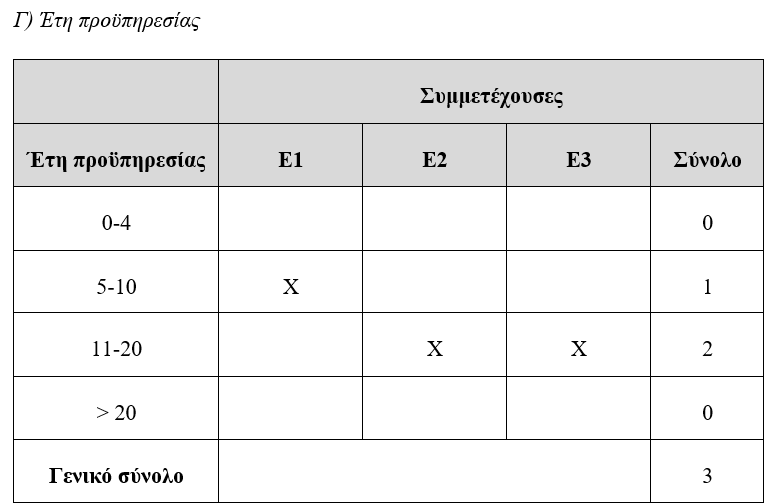 Γ) Έτη προϋπηρεσίας
Συμμετέχουσες
Έτη προϋπηρεσίας Ε1 Ε2 Ε3 Σύνολο
0-4 0
5-10 Χ 1
11-20 Χ Χ 2
> 20 0
Γενικό σύνολο 3